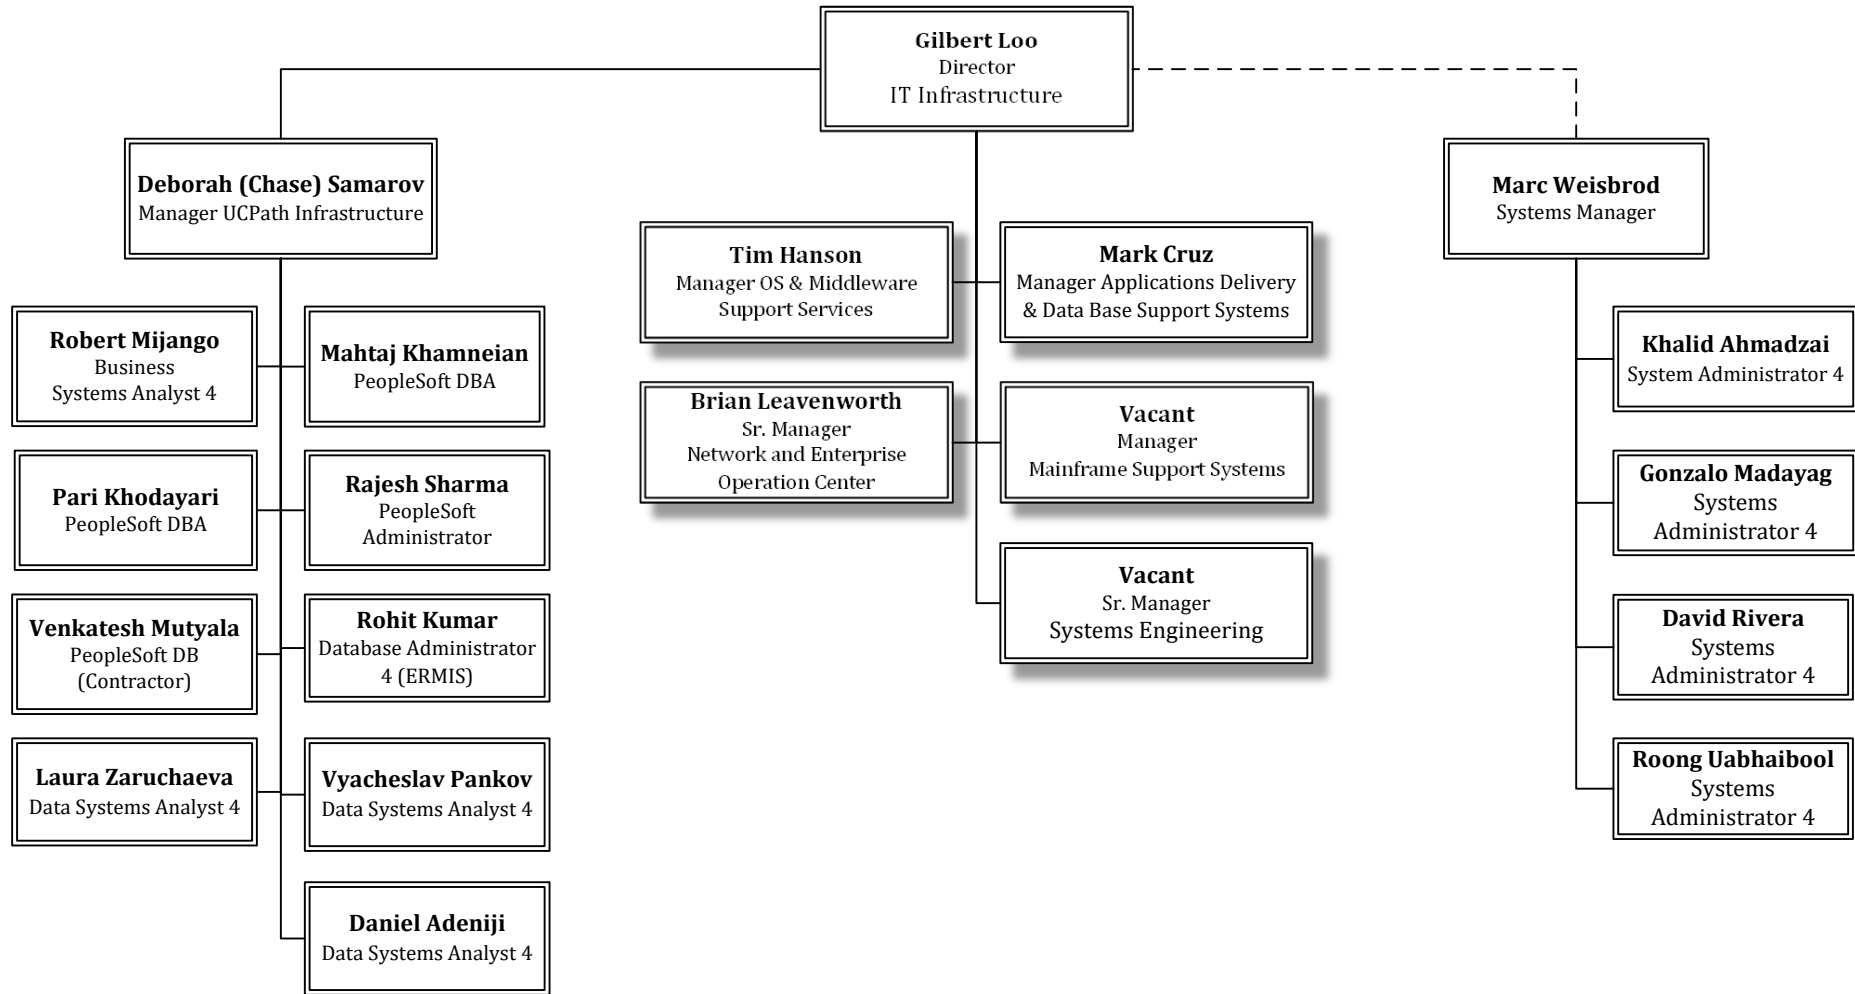 Gilbert Loo
Director
IT Infrastructure
Deborah (Chase) Samarov
Manager UCPath Infrastructure
Robert Mijango
Business
Systems Analyst 4
Mahtaj Khamneian
PeopleSoft DBA
Pari Khodayari
PeopleSoft DBA
Rajesh Sharma
PeopleSoft
Administrator
Venkatesh Mutyala
PeopleSoft DB
(Contractor)
Rohit Kumar
Database Administrator
4 (ERMIS)
Laura Zaruchaeva
Data Systems Analyst 4
Vyacheslav Pankov
Data Systems Analyst 4
Daniel Adeniji
Data Systems Analyst 4
Tim Hanson
Manager OS & Middleware
Support Services
Mark Cruz
Manager Applications Delivery
& Data Base Support Systems
Brian Leavenworth
Sr. Manager
Network and Enterprise
Operation Center
Vacant
Manager
Mainframe Support Systems
Vacant
Sr. Manager
Systems Engineering
Marc Weisbrod
Systems Manager
Khalid Ahmadzai
System Administrator 4
Gonzalo Madayag
Systems
Administrator 4
David Rivera
Systems
Administrator 4
Roong Uabhaibool
Systems
Administrator 4